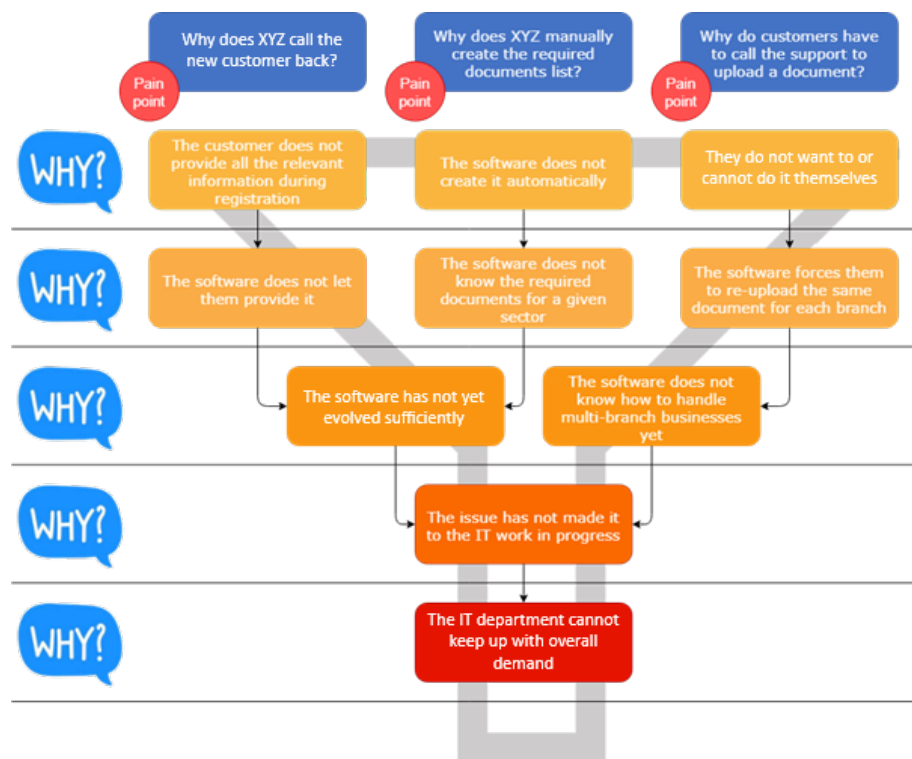 Why does XYZ call the
new customer back?
Pain
point
Why does XYZ manually
create the required
documents list?
Pain
point
Why do customers have
to call the support to
upload a document?
Pain
point
WHY?
The customer does not
provide all the relevant
information during
registration
The software does not
create it automatically
They do not want to or
cannot do it themselves
WHY?
The software does not let
them provide it
The software does not
know the required
documents for a given
sector
The software forces them
to re-upload the same
document for each branch
WHY?
The software has not yet
evolved sufficiently
The software does not
know how to handle
multi-branch businesses
yet
WHY?
The issue has not made it
to the IT work in progress
WHY?
The IT department cannot
keep up with overall
demand